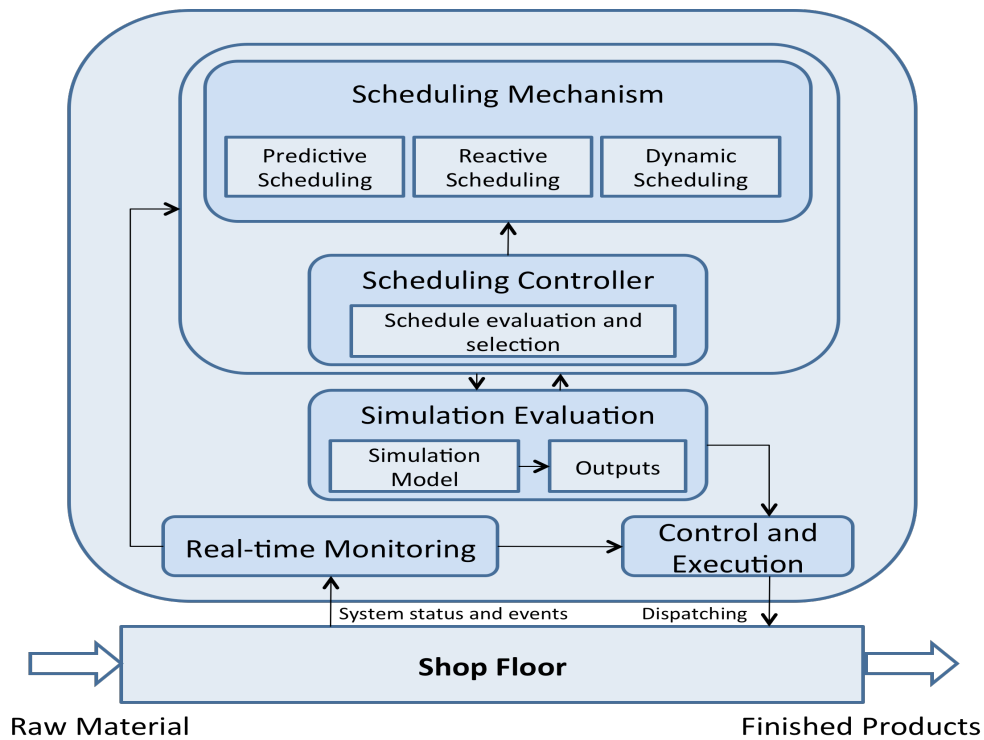 Scheduling Mechanism
Predictive
Scheduling
Reactive
Scheduling
Dynamic
Scheduling
Scheduling Controller
Schedule evaluation and
selection
Simulation Evaluation
Simulation
Model
Outputs
Real-time Monitoring
Control and
Execution
System status and events
Dispatching
Shop Floor
Raw Material
Finished Products